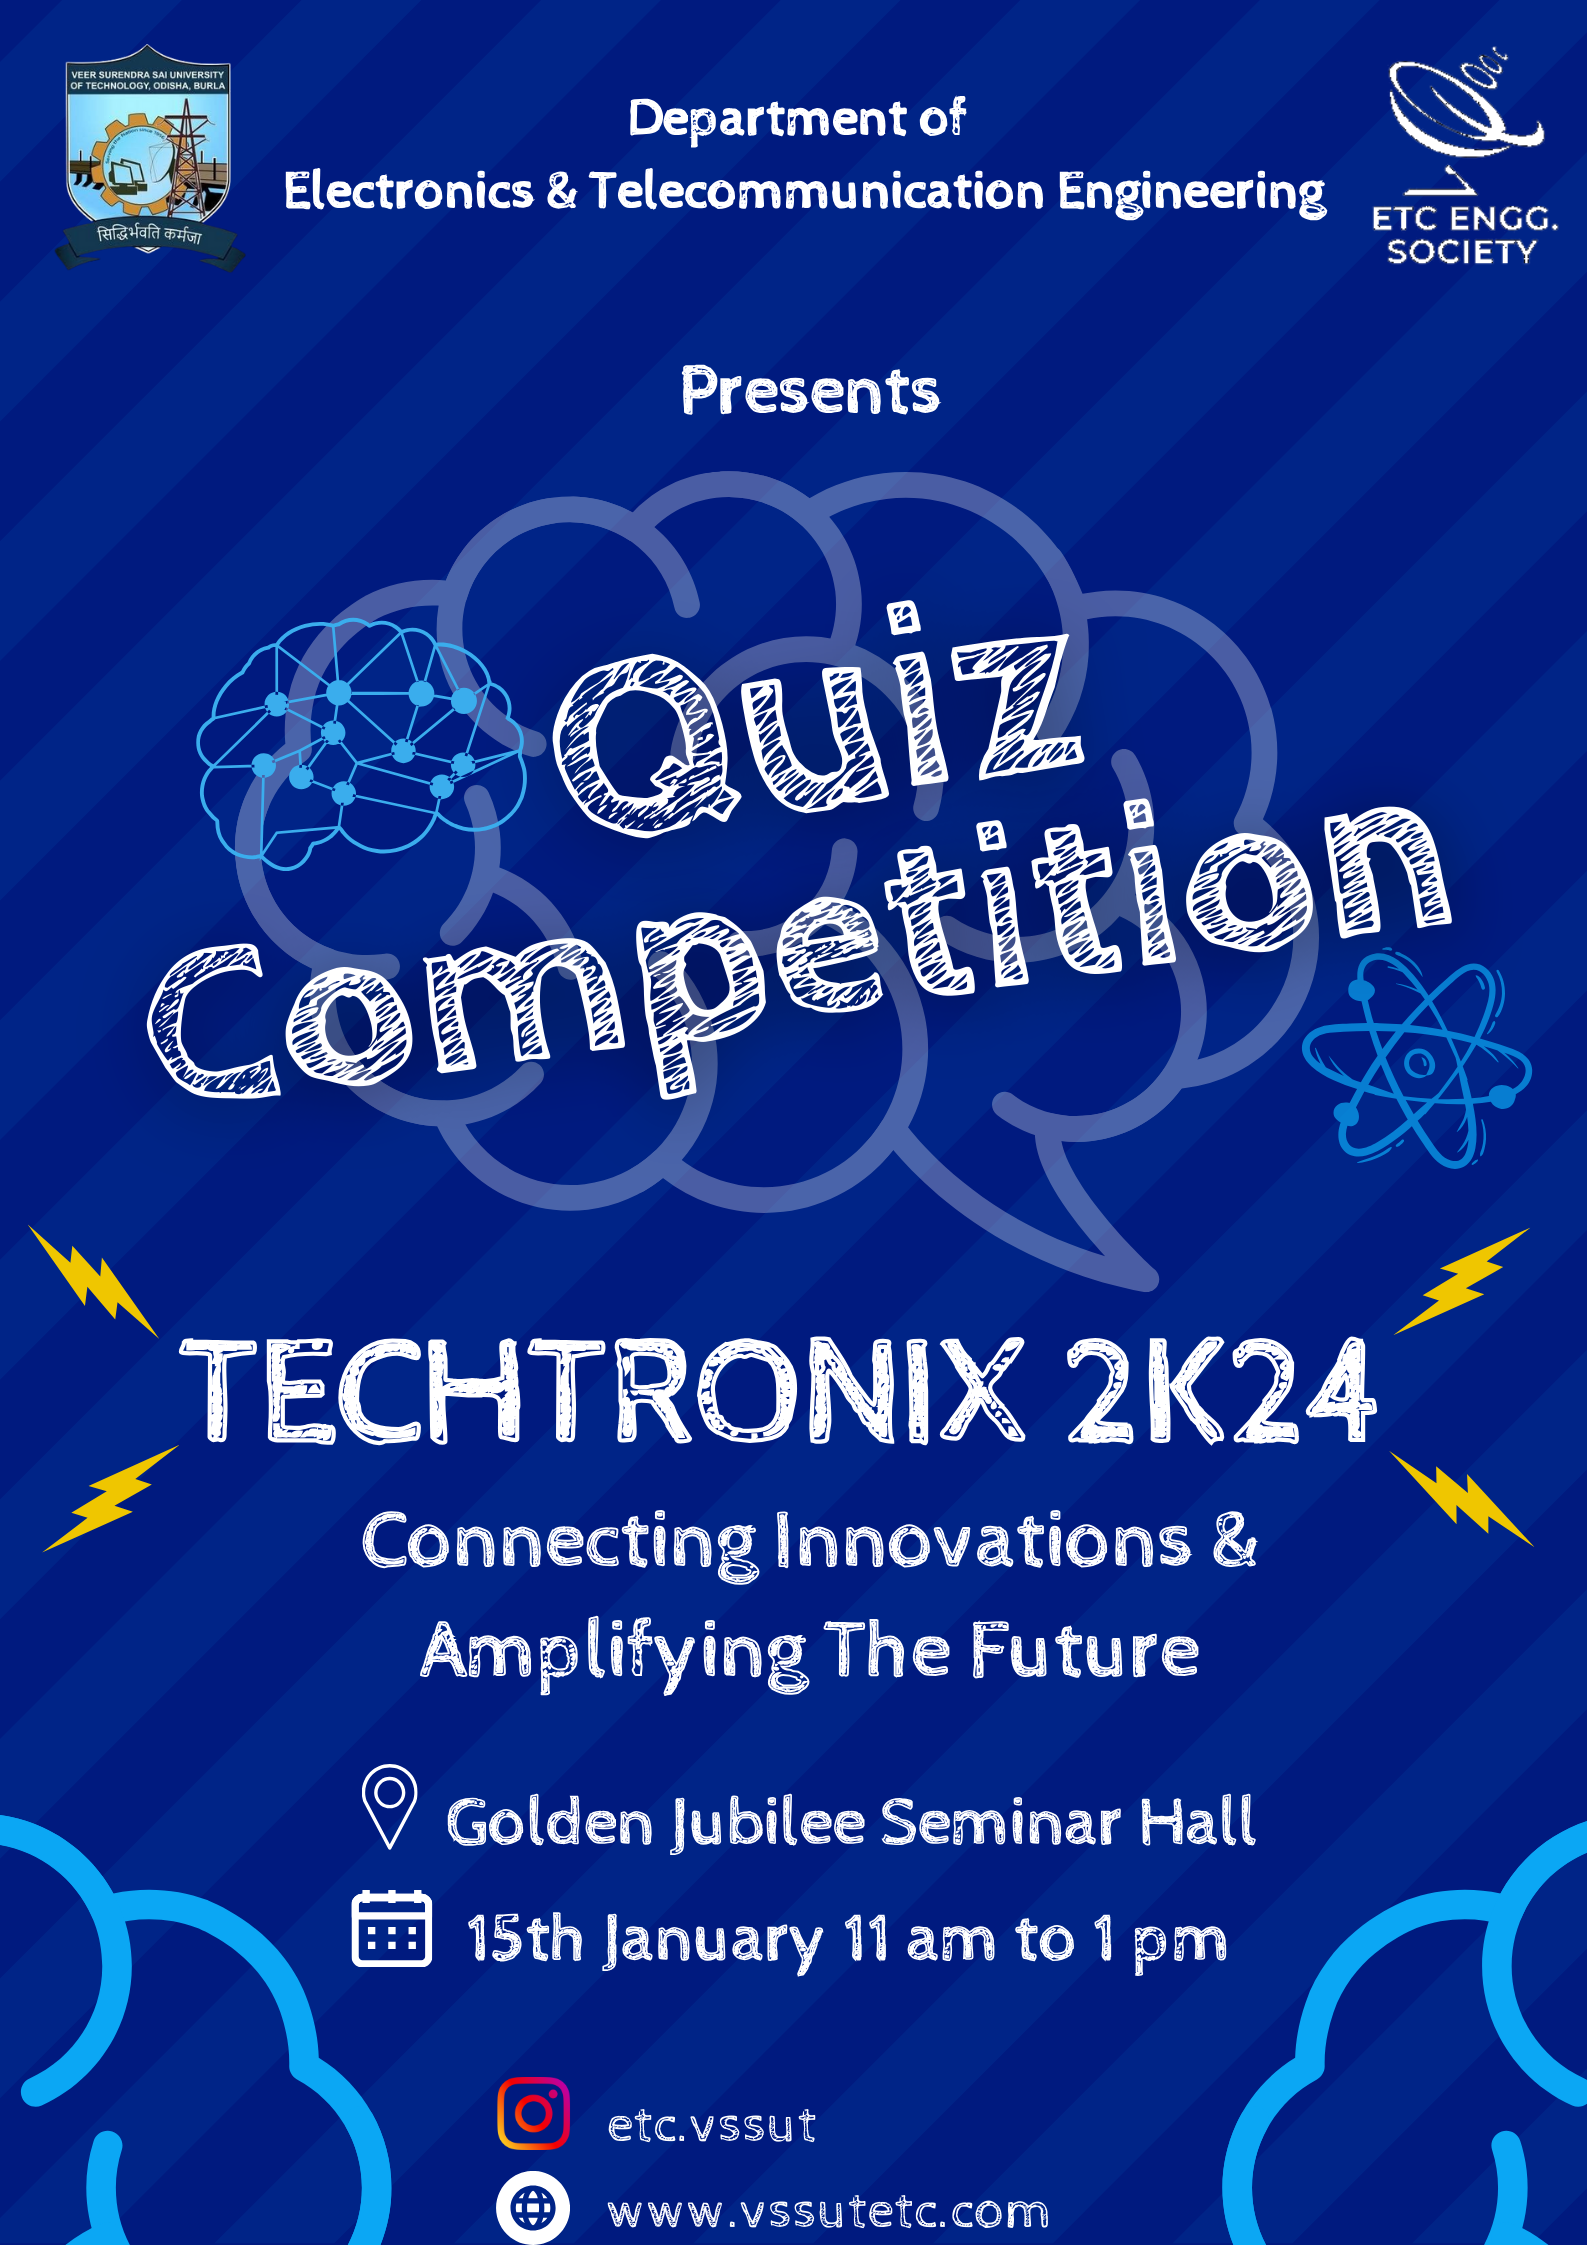 VEER SURENDRA SAI UNIVERSITY
OF TECHNOLOGY, ODISHA, BURLA
सिद्धिर्भवति कर्मजा
ETC ENGG.
SOCIETY
Department of
Electronics & Telecommunication Engineering
Presents
Quiz
Competition
TECHTRONIX 2K24
Connecting Innovations &
Amplifying The Future
Golden Jubilee Seminar Hall
15th January 11 am to 1 pm
etc.vssut
www.vssutetc.com